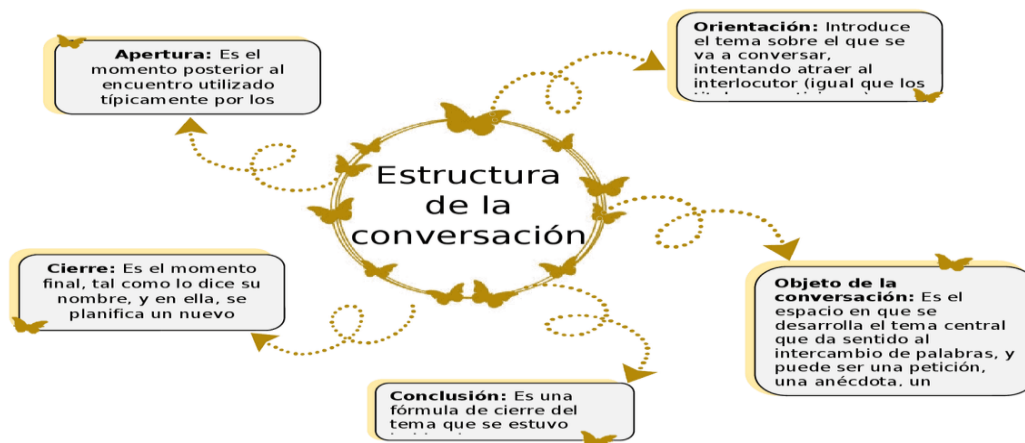 Estructura
de la
conversación
Apertura: Es el
momento posterior al
encuentro utilizado
típicamente por los
Orientación: Introduce
el tema sobre el que se
va a conversar,
intentando atraer al
interlocutor (igual que los
Objeto de la
conversación: Es el
espacio en que se
desarrolla el tema central
que da sentido al
intercambio de palabras, y
puede ser una petición,
una anécdota, un
Conclusión: Es una
fórmula de cierre del
tema que se estuvo
Cierre: Es el momento
final, tal como lo dice su
nombre, y en ella, se
planifica un nuevo